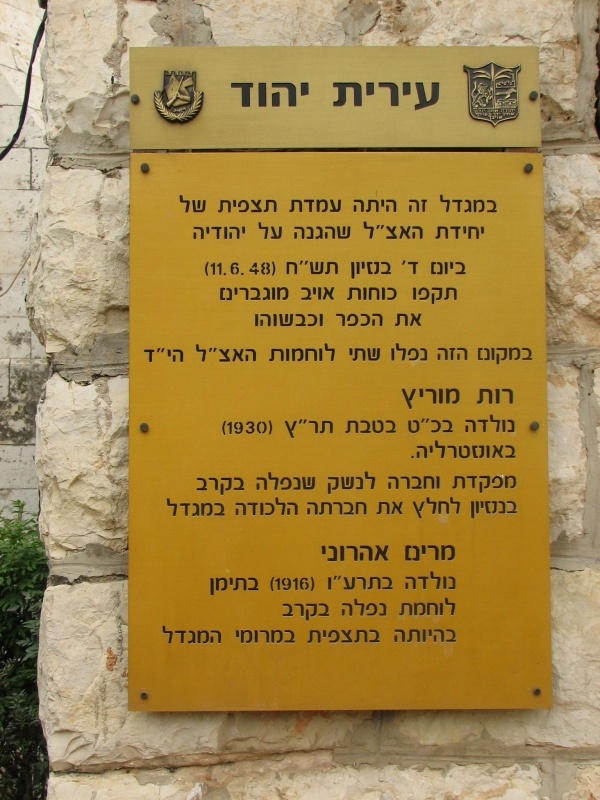 עירית יהוד
במגדל זה היתה עמדת תצפית של
יחידת האצ"ל שהגנה על יהודיה
ביום ד' בנזיון תש"ח (11.6.48)
תקפו כוחות אויב מוגברים
את הכפר וכבשוהו
במקום הזה נפלו שתי לוחמות האצ"ל הי"ד
רות מוריץ
נולדה בכ"ט בטבת תר"ץ (1930)
באוסטרליה.
מפקדת וחברה לנשק שנפלה בקרב
בנסיון לחלץ את חברתה הלכודה במגדל
מרים אהרוני
נולדה בתרע"ו (1916) בתימן
לוחמת נפלה בקרב
בהיותה בתצפית במרומי המגדל